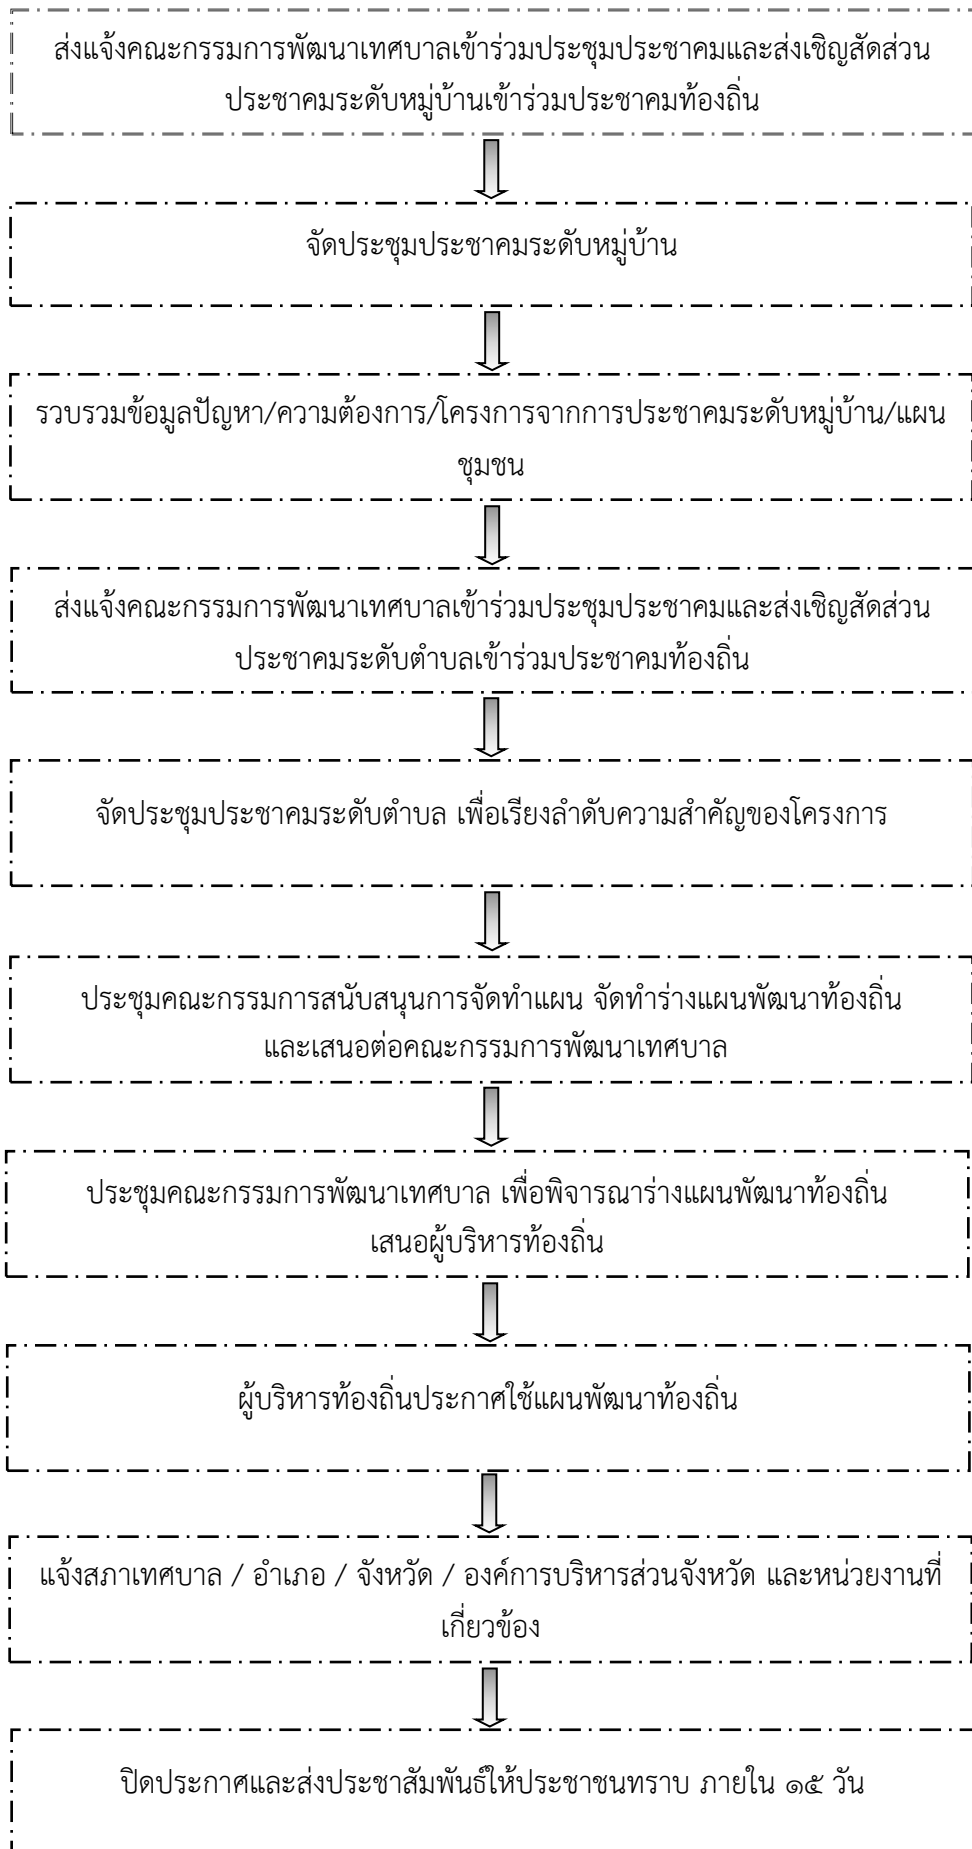 ส่งแจ้งคณะกรรมการพัฒนาเทศบาลเข้าร่วมประชุมประชาคมและส่งเชิญสัดส่วน
ประชาคมระดับหมู่บ้านเข้าร่วมประชาคมท้องถิ่น
จัดประชุมประชาคมระดับหมู่บ้าน
รวบรวมข้อมูลปัญหา/ความต้องการ/โครงการจากการประชาคมระดับหมู่บ้าน/แผน
ชุมชน
ส่งแจ้งคณะกรรมการพัฒนาเทศบาลเข้าร่วมประชุมประชาคมและส่งเชิญสัดส่วน
ประชาคมระดับตำบลเข้าร่วมประชาคมท้องถิ่น
จัดประชุมประชาคมระดับตำบล เพื่อเรียงลำดับความสำคัญของโครงการ
ประชุมคณะกรรมการสนับสนุนการจัดทำแผน จัดทำร่างแผนพัฒนาท้องถิ่น
และเสนอต่อคณะกรรมการพัฒนาเทศบาล
ประชุมคณะกรรมการพัฒนาเทศบาล เพื่อพิจารณาร่างแผนพัฒนาท้องถิ่น
เสนอผู้บริหารท้องถิ่น
ผู้บริหารท้องถิ่นประกาศใช้แผนพัฒนาท้องถิ่น
แจ้งสภาเทศบาล / อำเภอ / จังหวัด / องค์การบริหารส่วนจังหวัด และหน่วยงานที่
เกี่ยวข้อง
ปิดประกาศและส่งประชาสัมพันธ์ให้ประชาชนทราบ ภายใน ๑๕ วัน